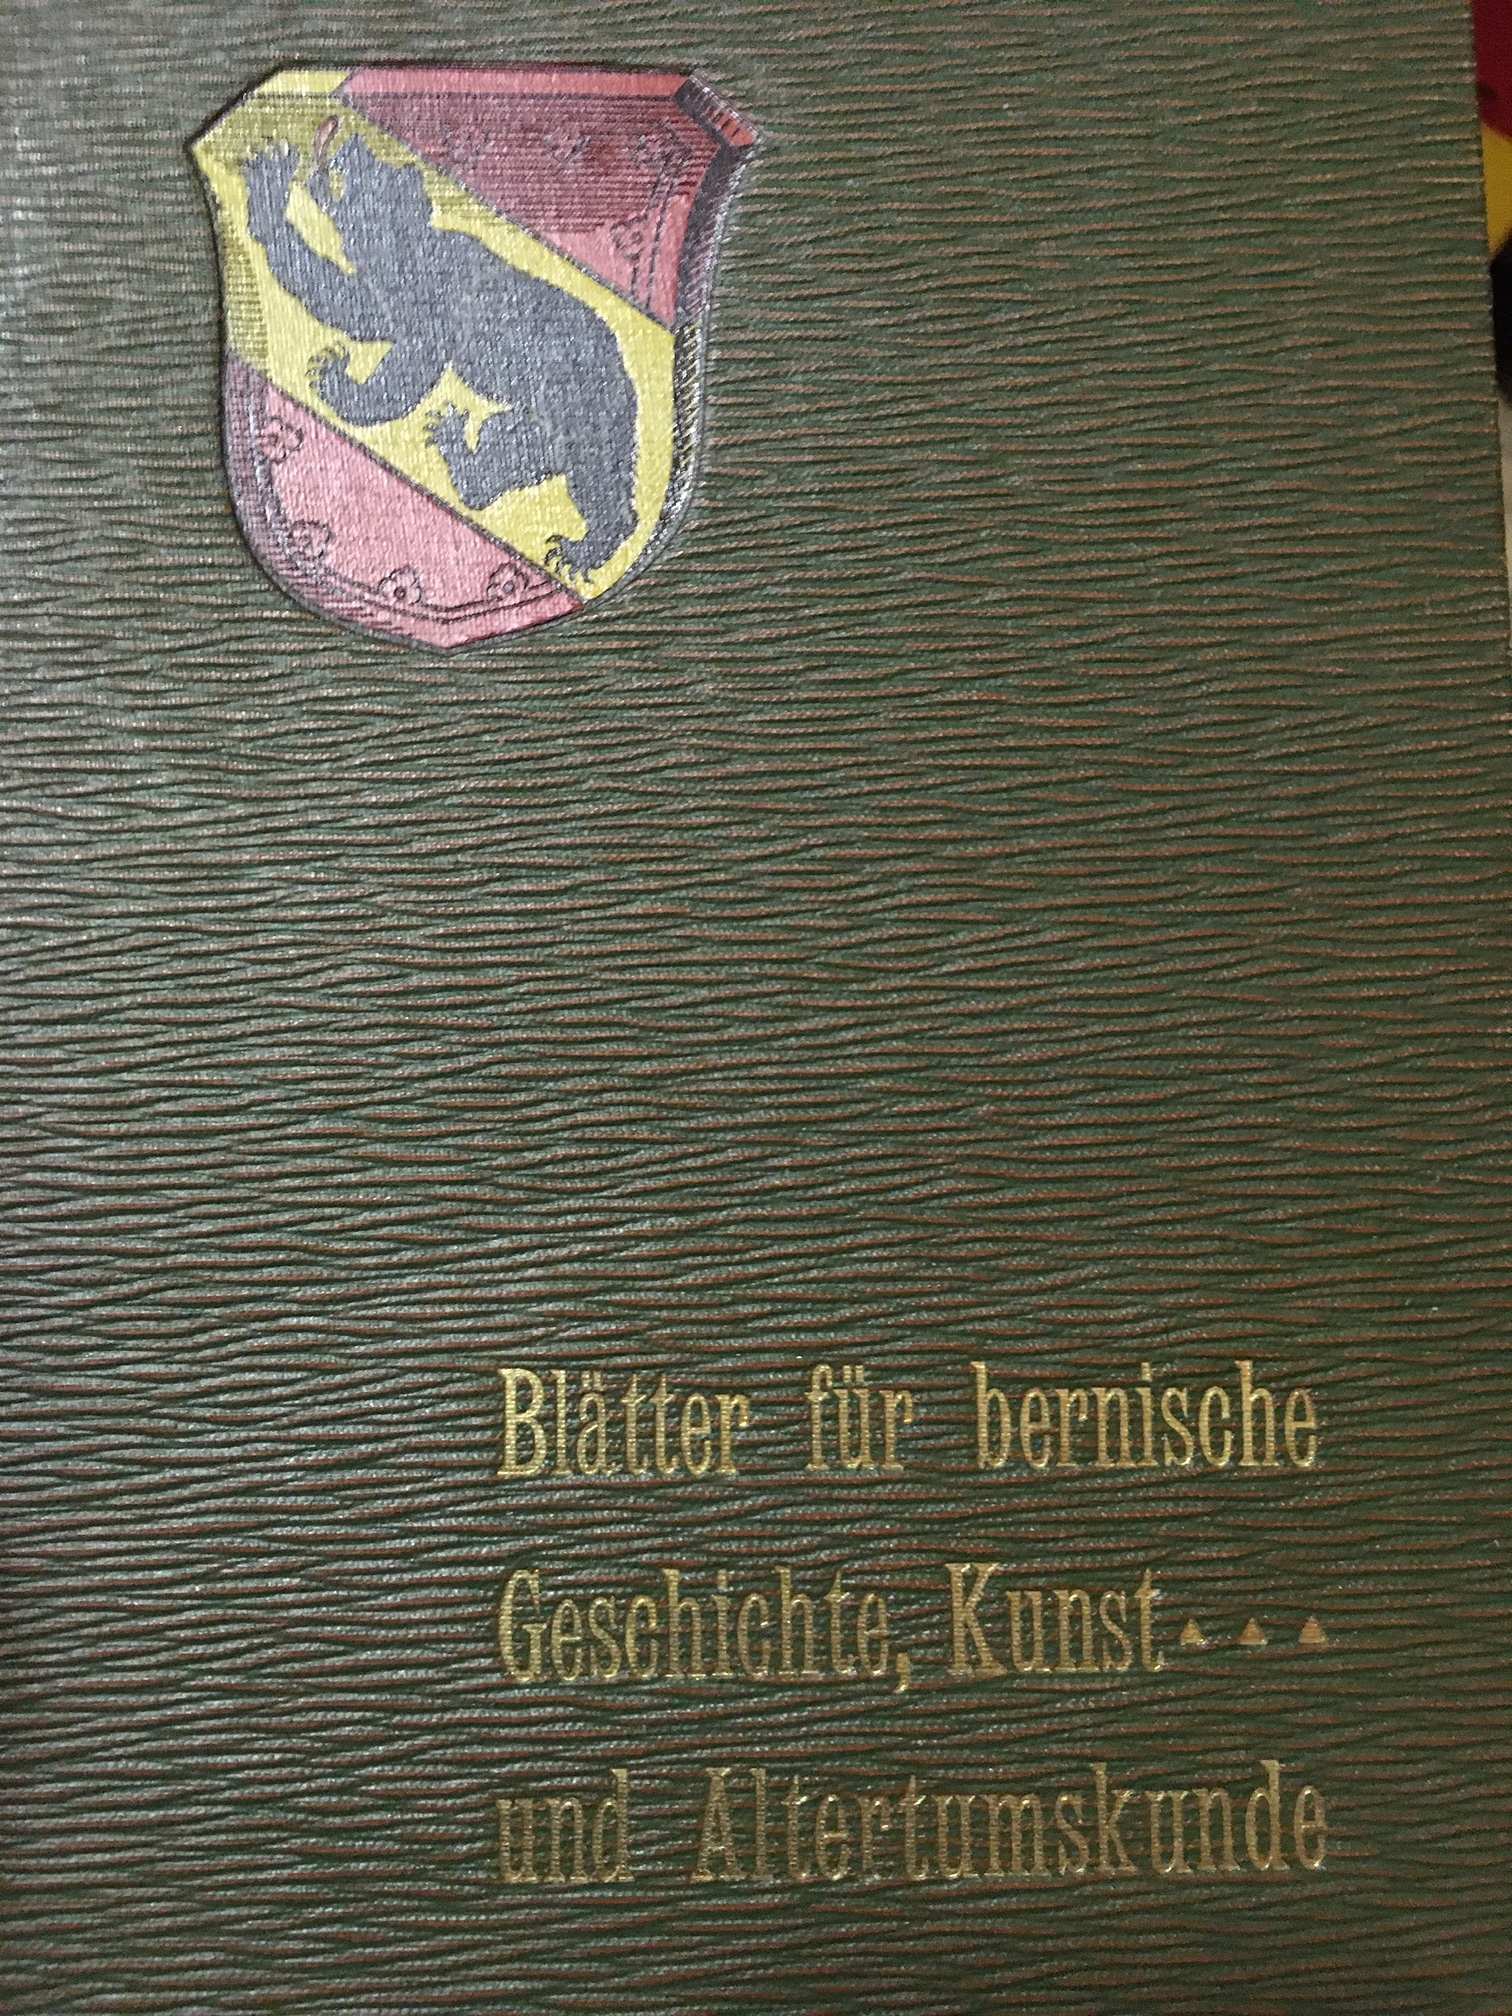 Blätter für bernische
Geschichte, Kunst
und Altertumskunde